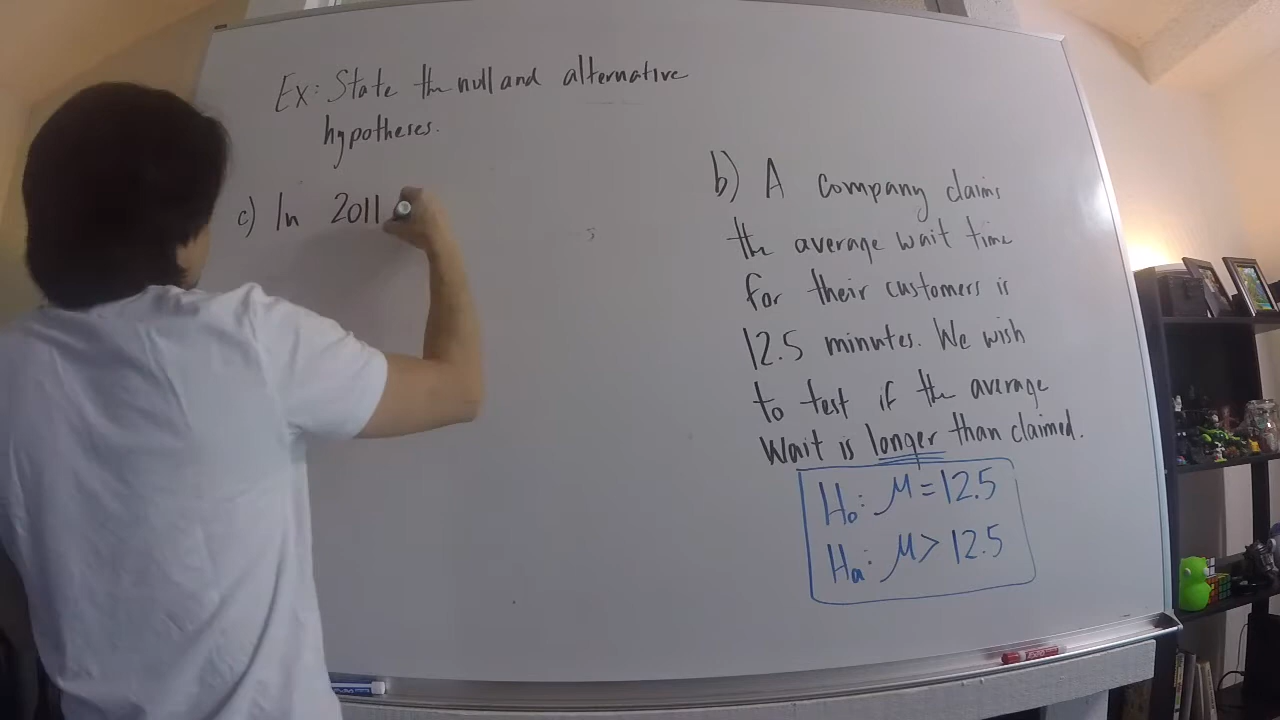 Ex: State the null and alternative
hypotheses.
c) In 2011
b) A company claims
the average wait time
for their customers is
12.5 minutes. We wish
to test if the average
Wait is longer than claimed.
H₀: μ = 12.5
Hₐ: μ > 12.5